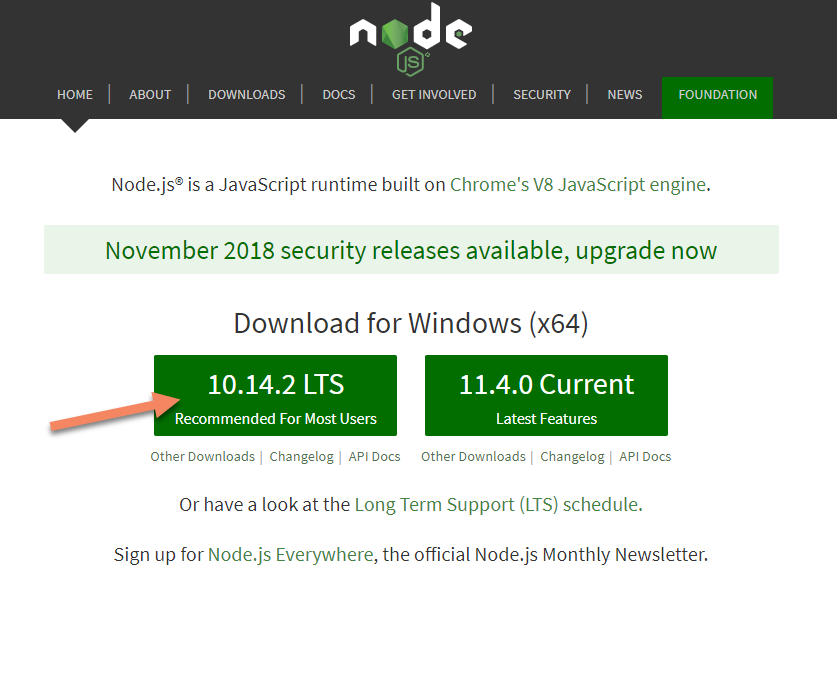 node
JS
HOME ABOUT DOWNLOADS DOCS GET INVOLVED SECURITY NEWS FOUNDATION
Node.js® is a JavaScript runtime built on Chrome's V8 JavaScript engine.
November 2018 security releases available, upgrade now
Download for Windows (x64)
10.14.2 LTS
Recommended For Most Users
11.4.0 Current
Latest Features
Other Downloads | Changelog | API Docs
Other Downloads | Changelog | API Docs
Or have a look at the Long Term Support (LTS) schedule.
Sign up for Node.js Everywhere, the official Node.js Monthly Newsletter.